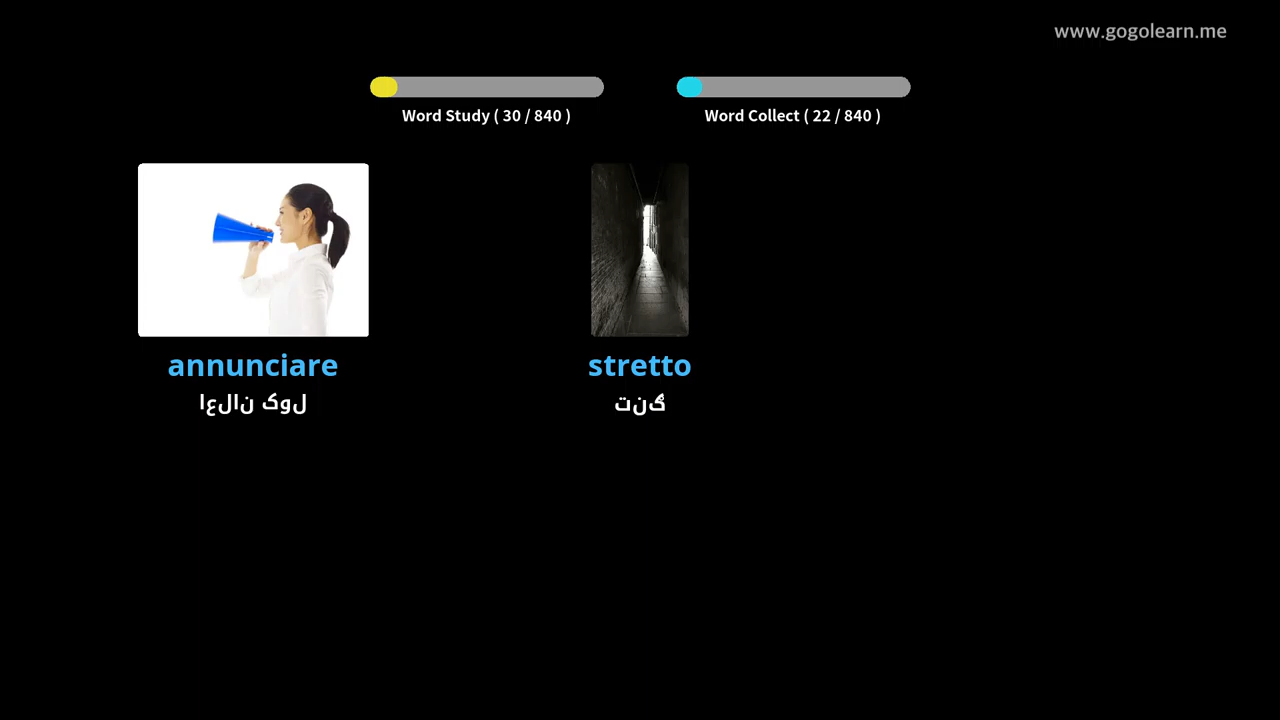 www.gogolearn.me
Word Study ( 30 / 840 )
Word Collect ( 22 / 840 )
annunciare
اعلان کول
stretto
تنګ